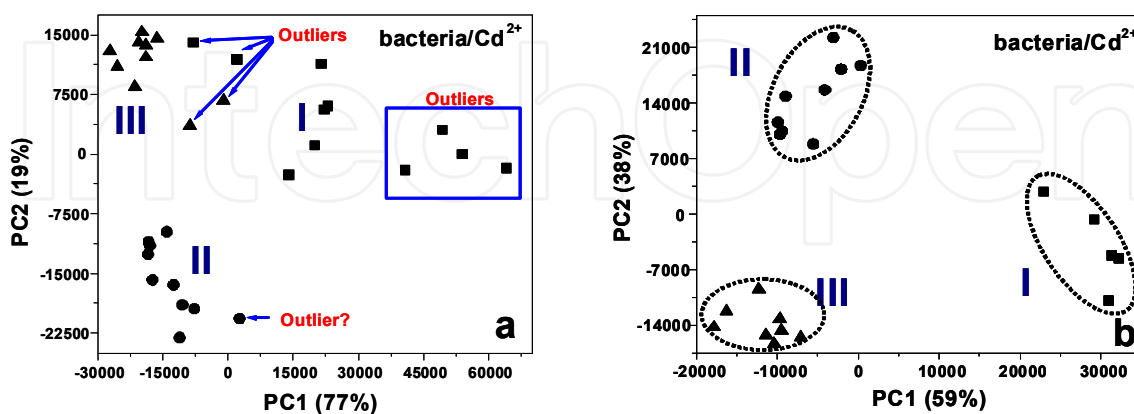 bacteria/Cd2+
Outliers
Outliers
III
I
II
Outlier?
a
15000
7500
0
-7500
-15000
-22500
PC2 (19%)
-30000 -15000 0 15000 30000 45000 60000
PC1 (77%)
bacteria/Cd2+
II
I
III
b
21000
14000
7000
0
-7000
-14000
PC2 (38%)
-20000 -10000 0 10000 20000 30000
PC1 (59%)
IntechOpen